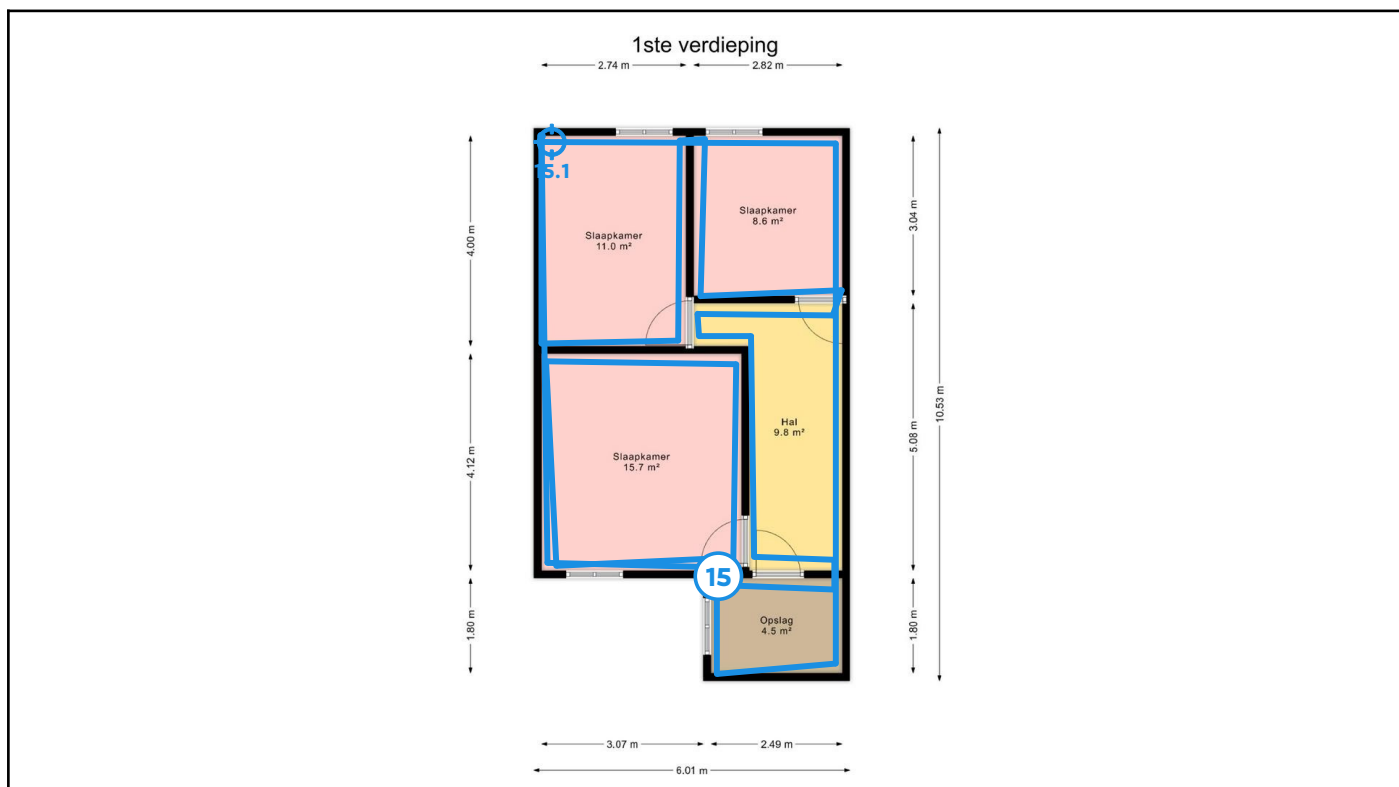 1ste verdieping
2.74 m
2.82 m
15.1
4.00 m
3.04 m
Slaapkamer
8.6 m²
Slaapkamer
11.0 m²
10.53 m
5.08 m
Hal
9.8 m²
4.12 m
Slaapkamer
15.7 m²
15
1.80 m
Opslag
4.5 m²
1.80 m
3.07 m
2.49 m
6.01 m